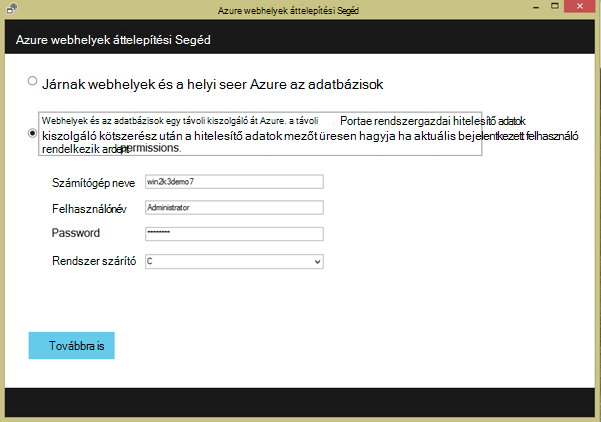 Azure webhelyek áttelepítési Segéd
Azure webhelyek áttelepítési Segéd
Járnak webhelyek és a helyi seer Azure az adatbázisok
Webhelyek és az adatbázisok egy távoli kiszolgáló át Azure. a távoli Portae rendszergazdai hitelesítő adatok
kiszolgáló kötszerész után a hitelesítő adatok mezőt üresen hagyja ha aktuális bejelentkezett felhasználó
rendelkezik permissions.
Számítógép neve win2k3demo7
Felhasználónév Administrator
Password ********
Rendszer szárító C
Továbbra is